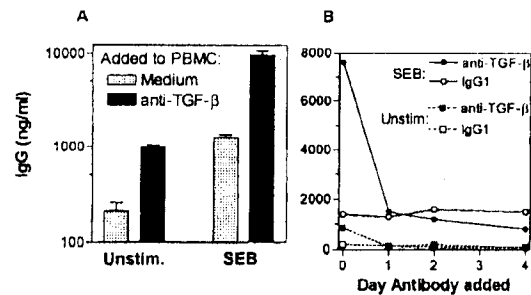 A
IgG (ng/ml)
10000
1000
100
Added to PBMC:
Medium
anti-TGF-β
Unstim.
SEB
B
8000
6000
4000
2000
0
SEB:
anti-TGF-β
IgG1
Unstim:
anti-TGF-β
IgG1
0
1
2
4
Day Antibody added